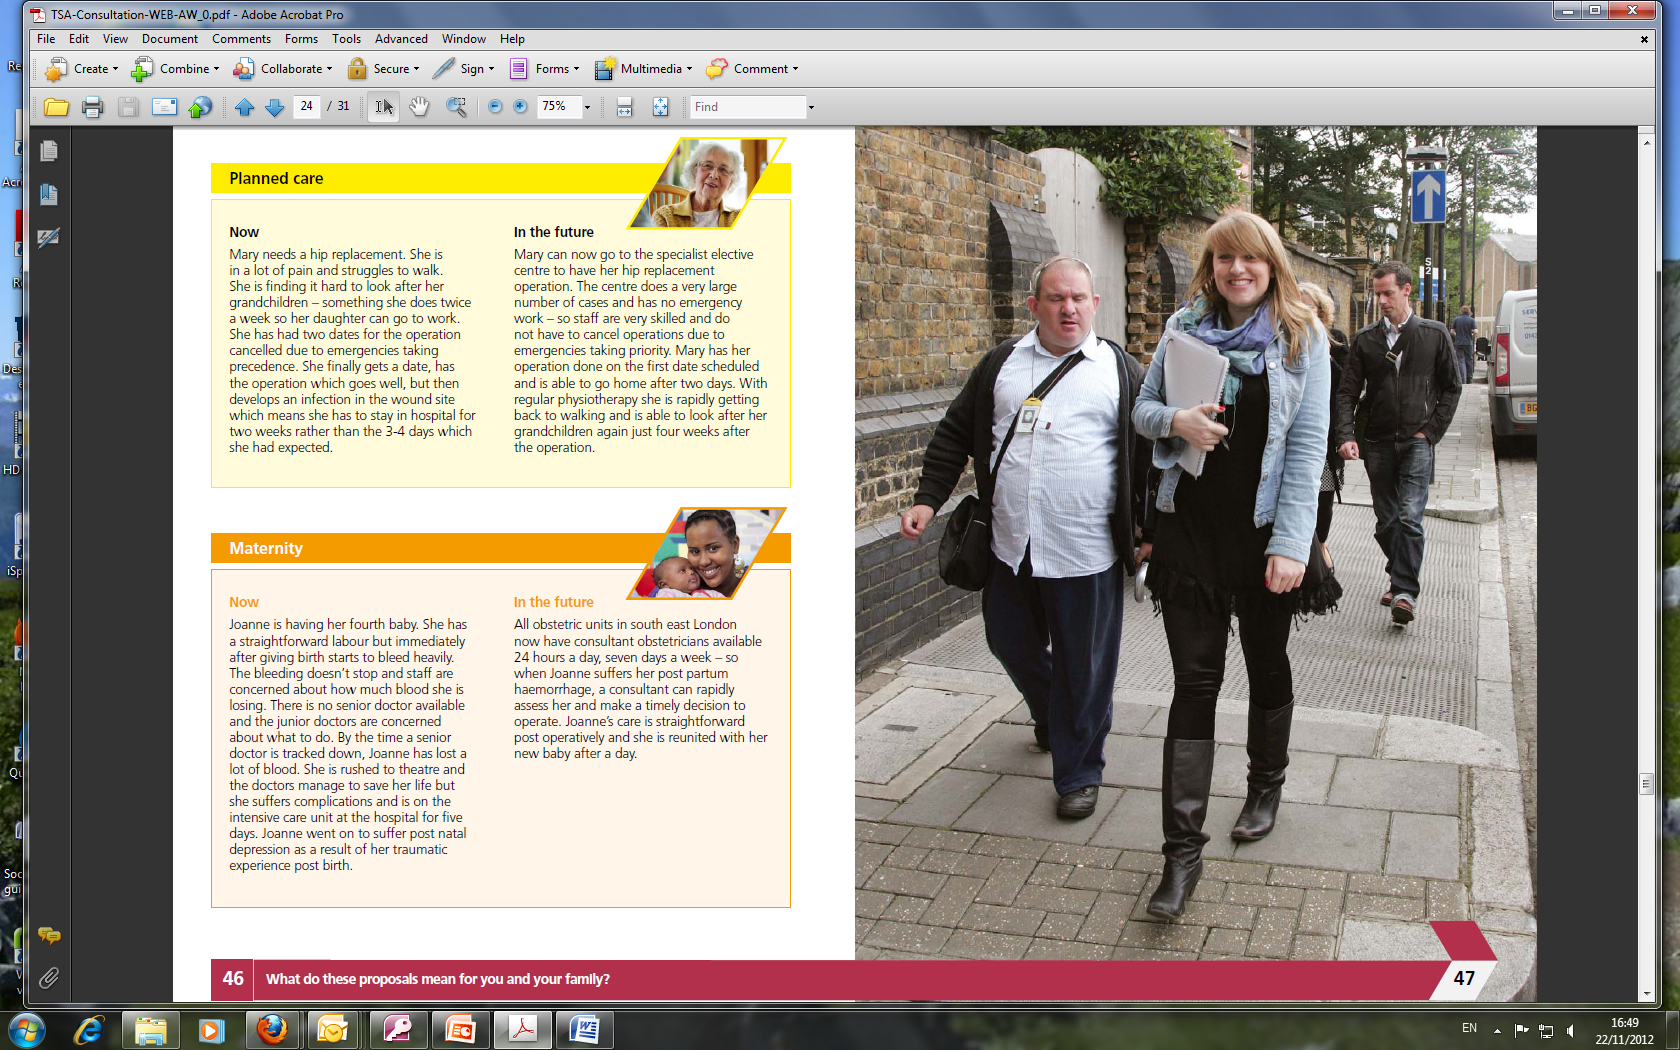 TSA-Consultation-WEB-AW_0.pdf - Adobe Acrobat Pro
File Edit View Document Comments Forms Tools Advanced Window Help
Create Combine Collaborate Secure Sign Forms Multimedia Comment
24 / 31 75% Find
Planned care
Now
Mary needs a hip replacement. She is
in a lot of pain and struggles to walk.
She is finding it hard to look after her
grandchildren – something she does twice
a week so her daughter can go to work.
She has had two dates for the operation
cancelled due to emergencies taking
precedence. She finally gets a date, has
the operation which goes well, but then
develops an infection in the wound site
which means she has to stay in hospital for
two weeks rather than the 3-4 days which
she had expected.
In the future
Mary can now go to the specialist elective
centre to have her hip replacement
operation. The centre does a very large
number of cases and has no emergency
work – so staff are very skilled and do
not have to cancel operations due to
emergencies taking priority. Mary has her
operation done on the first date scheduled
and is able to go home after two days. With
regular physiotherapy she is rapidly getting
back to walking and is able to look after her
grandchildren again just four weeks after
the operation.
Maternity
Now
Joanne is having her fourth baby. She has
a straightforward labour but immediately
after giving birth starts to bleed heavily.
The bleeding doesn't stop and staff are
concerned about how much blood she is
losing. There is no senior doctor available
and the junior doctors are concerned
about what to do. By the time a senior
doctor is tracked down, Joanne has lost a
lot of blood. She is rushed to theatre and
the doctors manage to save her life but
she suffers complications and is on the
intensive care unit at the hospital for five
days. Joanne went on to suffer post natal
depression as a result of her traumatic
experience post birth.
In the future
All obstetric units in south east London
now have consultant obstetricians available
24 hours a day, seven days a week – so
when Joanne suffers her post partum
haemorrhage, a consultant can rapidly
assess her and make a timely decision to
operate. Joanne's care is straightforward
post operatively and she is reunited with her
new baby after a day.
46 What do these proposals mean for you and your family?
47
EN
16:49
22/11/2012